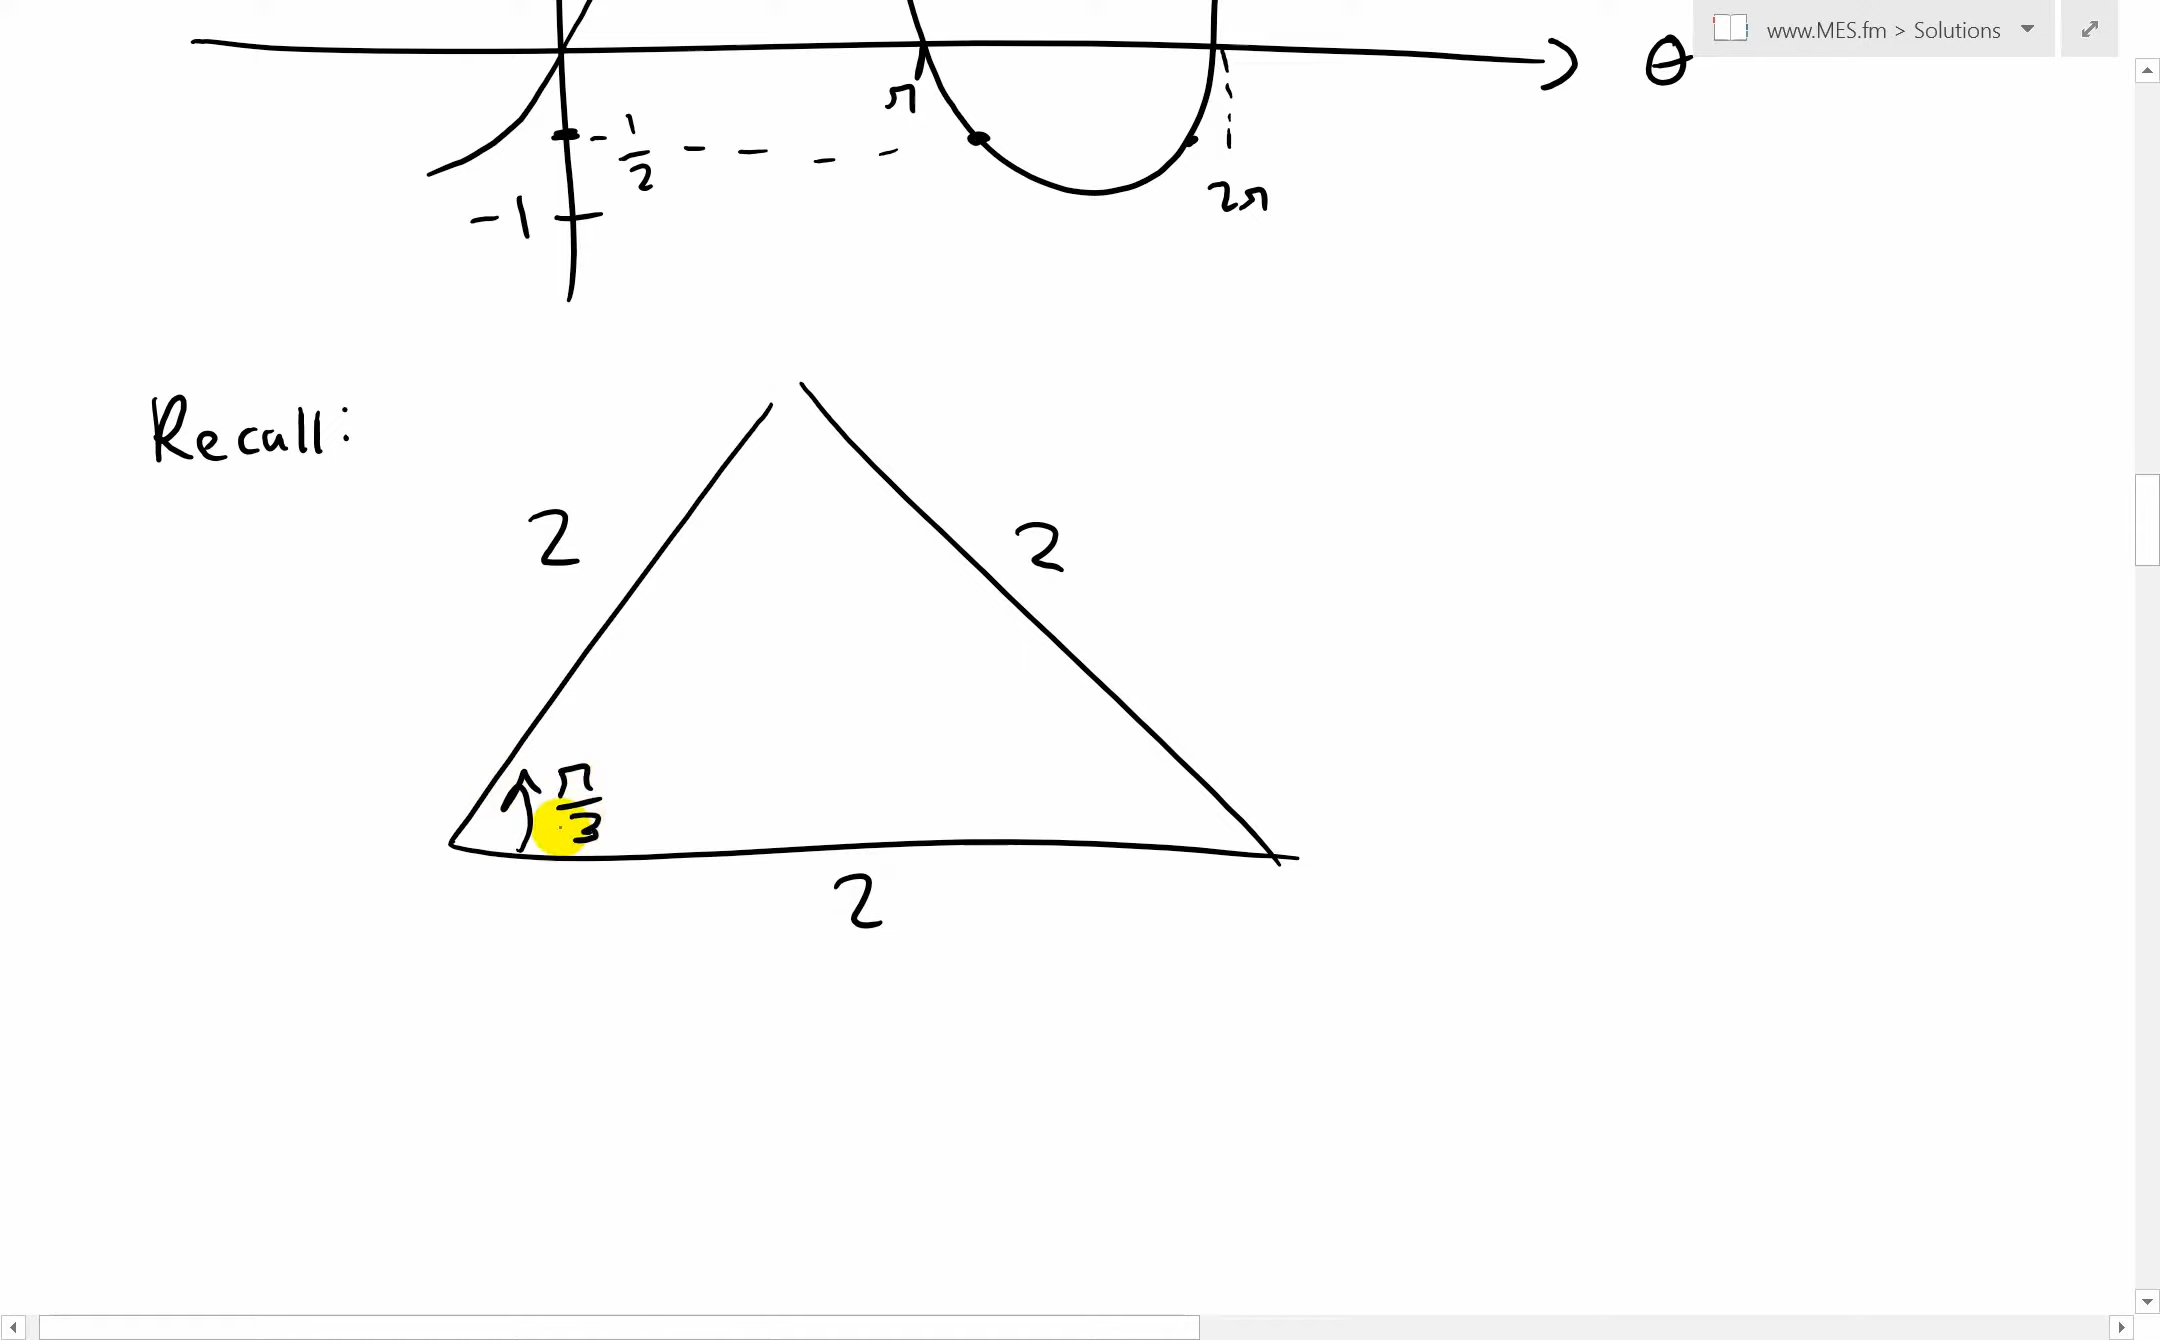 www.MES.fm > Solutions
θ
π
-1/2
2π
-1
Recall:
2
2
π/3
2